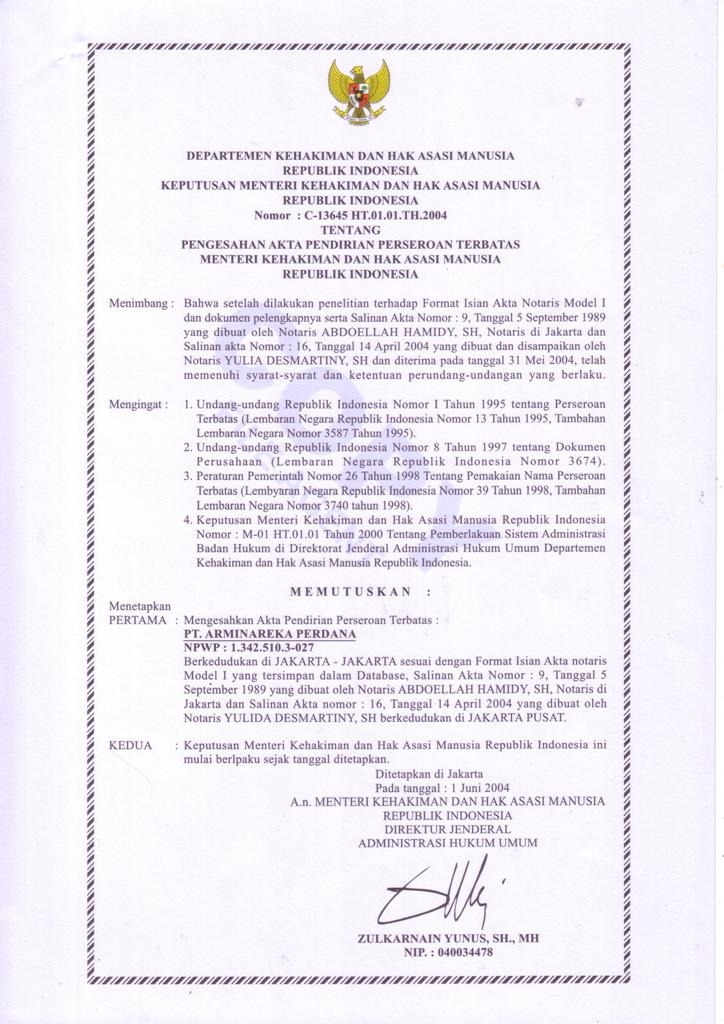 DEPARTEMEN KEHAKIMAN DAN HAK ASASI MANUSIA
REPUBLIK INDONESIA
KEPUTUSAN MENTERI KEHAKIMAN DAN HAK ASASI MANUSIA
REPUBLIK INDONESIA
Nomor : C-13645 HT.01.01.TH.2004
TENTANG
PENGESAHAN AKTA PENDIRIAN PERSEROAN TERBATAS
MENTERI KEHAKIMAN DAN HAK ASASI MANUSIA
REPUBLIK INDONESIA
Menimbang : Bahwa setelah dilakukan penelitian terhadap Format Isian Akta Notaris Model I
dan dokumen pelengkapnya serta Salinan Akta Nomor : 9, Tanggal 5 September 1989
yang dibuat oleh Notaris ABDOELLAH HAMIDY, SH, Notaris di Jakarta dan
Salinan akta Nomor : 16, Tanggal 14 April 2004 yang dibuat dan disampaikan oleh
Notaris YULIA DESMARTINY, SH dan diterima pada tanggal 31 Mei 2004, telah
memenuhi syarat-syarat dan ketentuan perundang-undangan yang berlaku.
Mengingat : 1. Undang-undang Republik Indonesia Nomor I Tahun 1995 tentang Perseroan
Terbatas (Lembaran Negara Republik Indonesia Nomor 13 Tahun 1995, Tambahan
Lembaran Negara Nomor 3587 Tahun 1995).
2. Undang-undang Republik Indonesia Nomor 8 Tahun 1997 tentang Dokumen
Perusahaan (Lembaran Negara Republik Indonesia Nomor 3674).
3. Peraturan Pemerintah Nomor 26 Tahun 1998 Tentang Pemakaian Nama Perseroan
Terbatas (Lembyaran Negara Republik Indonesia Nomor 39 Tahun 1998, Tambahan
Lembaran Negara Nomor 3740 tahun 1998).
4. Keputusan Menteri Kehakiman dan Hak Asasi Manusia Republik Indonesia
Nomor : M-01 HT.01.01 Tahun 2000 Tentang Pemberlakuan Sistem Administrasi
Badan Hukum di Direktorat Jenderal Administrasi Hukum Umum Departemen
Kehakiman dan Hak Asasi Manusia Republik Indonesia.
M E M U T U S K A N :
Menetapkan
PERTAMA : Mengesahkan Akta Pendirian Perseroan Terbatas :
PT. ARMINAREKA PERDANA
NPWP : 1.342.510.3-027
Berkedudukan di JAKARTA - JAKARTA sesuai dengan Format Isian Akta notaris
Model I yang tersimpan dalam Database, Salinan Akta Nomor : 9, Tanggal 5
September 1989 yang dibuat oleh Notaris ABDOELLAH HAMIDY, SH, Notaris di
Jakarta dan Salinan Akta nomor : 16, Tanggal 14 April 2004 yang dibuat oleh
Notaris YULIDA DESMARTINY, SH berkedudukan di JAKARTA PUSAT.
KEDUA : Keputusan Menteri Kehakiman dan Hak Asasi Manusia Republik Indonesia ini
mulai berlpaku sejak tanggal ditetapkan.
Ditetapkan di Jakarta
Pada tanggal : 1 Juni 2004
A.n. MENTERI KEHAKIMAN DAN HAK ASASI MANUSIA
REPUBLIK INDONESIA
DIREKTUR JENDERAL
ADMINISTRASI HUKUM UMUM
ZULKARNAIN YUNUS, SH., MH
NIP. : 040034478